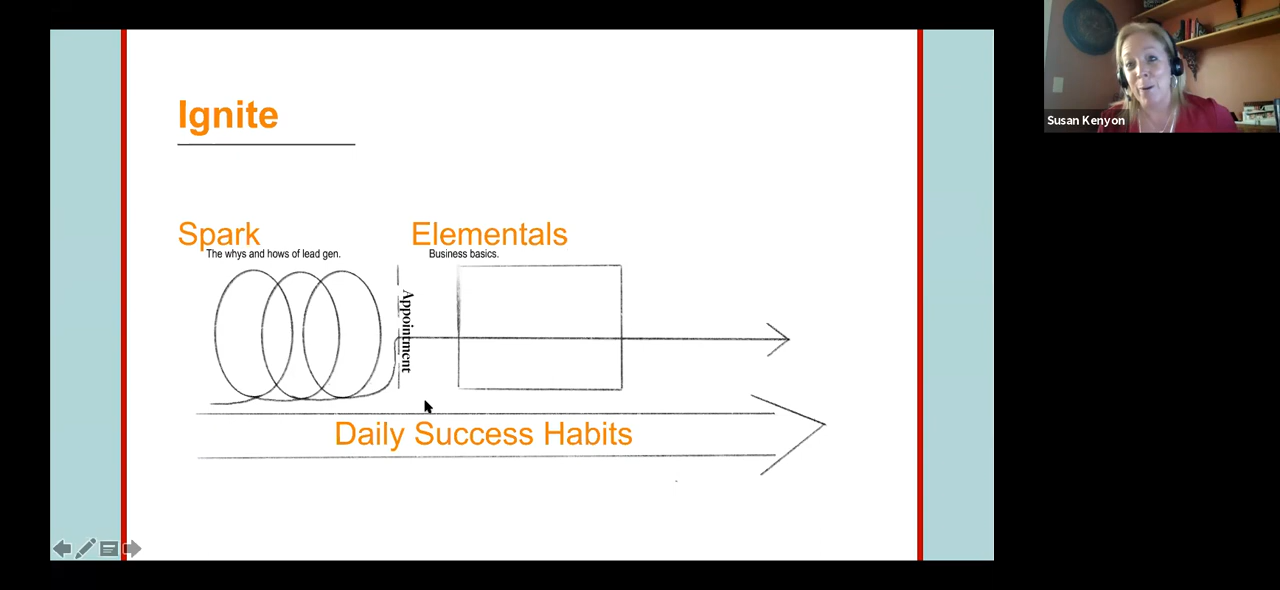 Ignite
Spark
The whys and hows of lead gen.
Elementals
Business basics.
Appointment
Daily Success Habits
Susan Kenyon